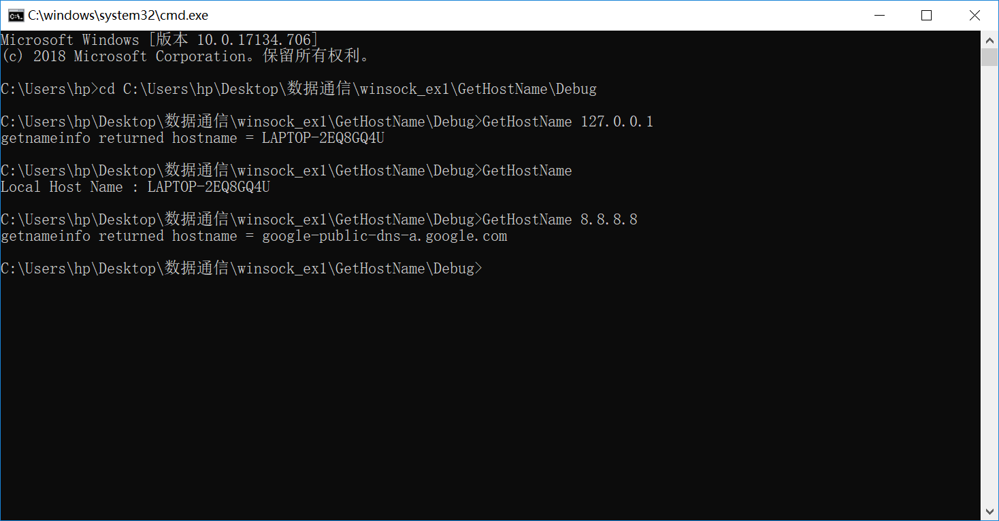 C:\windows\system32\cmd.exe
Microsoft Windows [版本 10.0.17134.706]
(c) 2018 Microsoft Corporation。保留所有权利。
C:\Users\hp>cd C:\Users\hp\Desktop\数据通信\winsock_ex1\GetHostName\Debug
C:\Users\hp\Desktop\数据通信\winsock_ex1\GetHostName\Debug>GetHostName 127.0.0.1
getnameinfo returned hostname = LAPTOP-2EQ8GQ4U
C:\Users\hp\Desktop\数据通信\winsock_ex1\GetHostName\Debug>GetHostName
Local Host Name : LAPTOP-2EQ8GQ4U
C:\Users\hp\Desktop\数据通信\winsock_ex1\GetHostName\Debug>GetHostName 8.8.8.8
getnameinfo returned hostname = google-public-dns-a.google.com
C:\Users\hp\Desktop\数据通信\winsock_ex1\GetHostName\Debug>